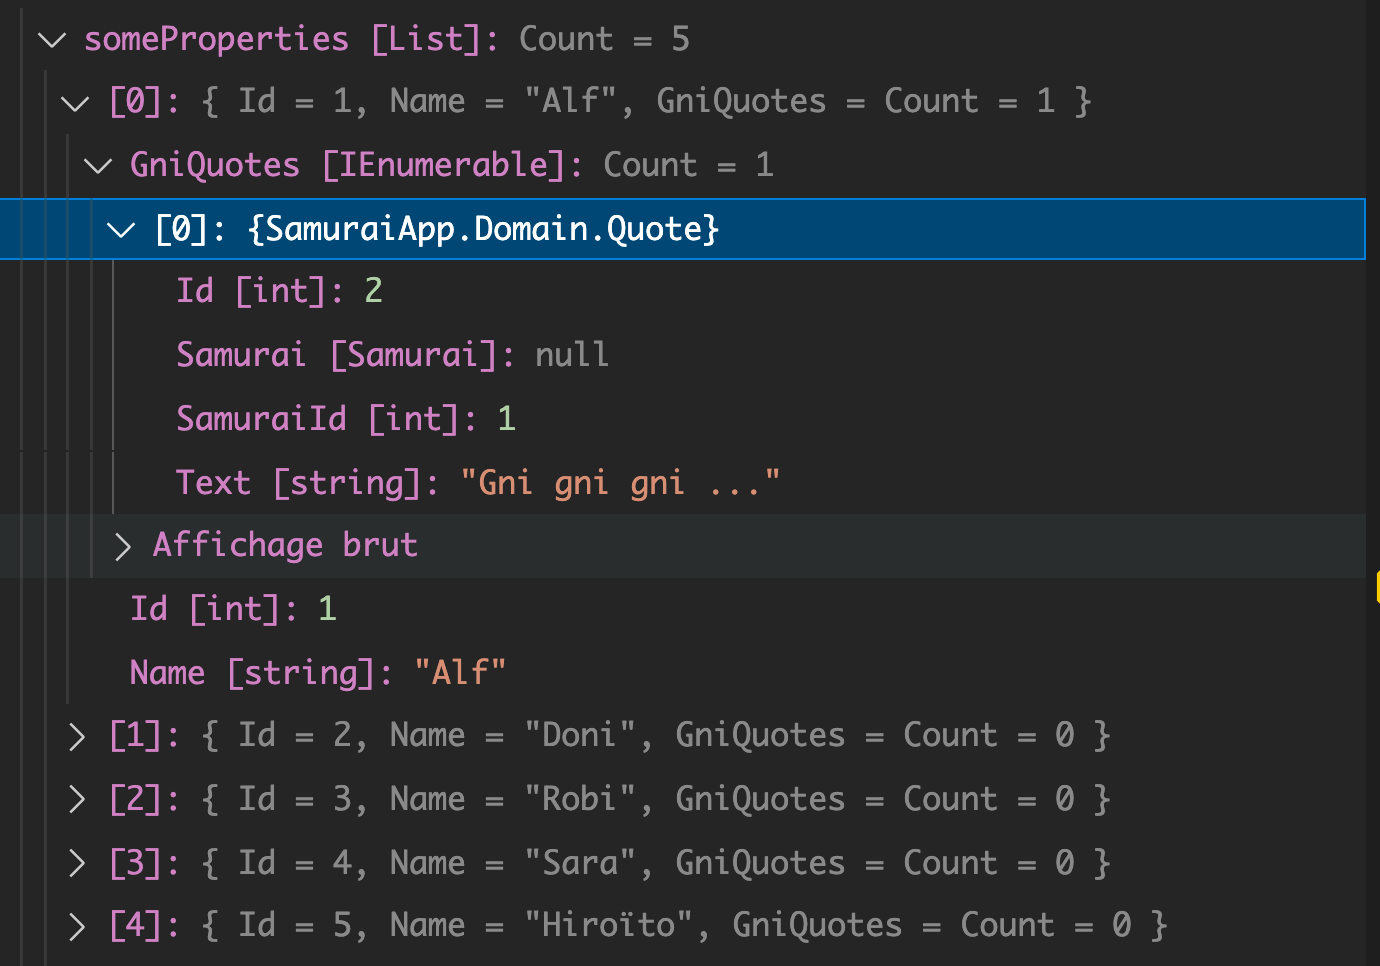 someProperties [List]: Count = 5
[0]: { Id = 1, Name = "Alf", GniQuotes = Count = 1 }
GniQuotes [IEnumerable]: Count = 1
[0]: {SamuraiApp.Domain.Quote}
Id [int]: 2
Samurai [Samurai]: null
SamuraiId [int]: 1
Text [string]: "Gni gni gni ..."
Affichage brut
Id [int]: 1
Name [string]: "Alf"
[1]: { Id = 2, Name = "Doni", GniQuotes = Count = 0 }
[2]: { Id = 3, Name = "Robi", GniQuotes = Count = 0 }
[3]: { Id = 4, Name = "Sara", GniQuotes = Count = 0 }
[4]: { Id = 5, Name = "Hiroïto", GniQuotes = Count = 0 }